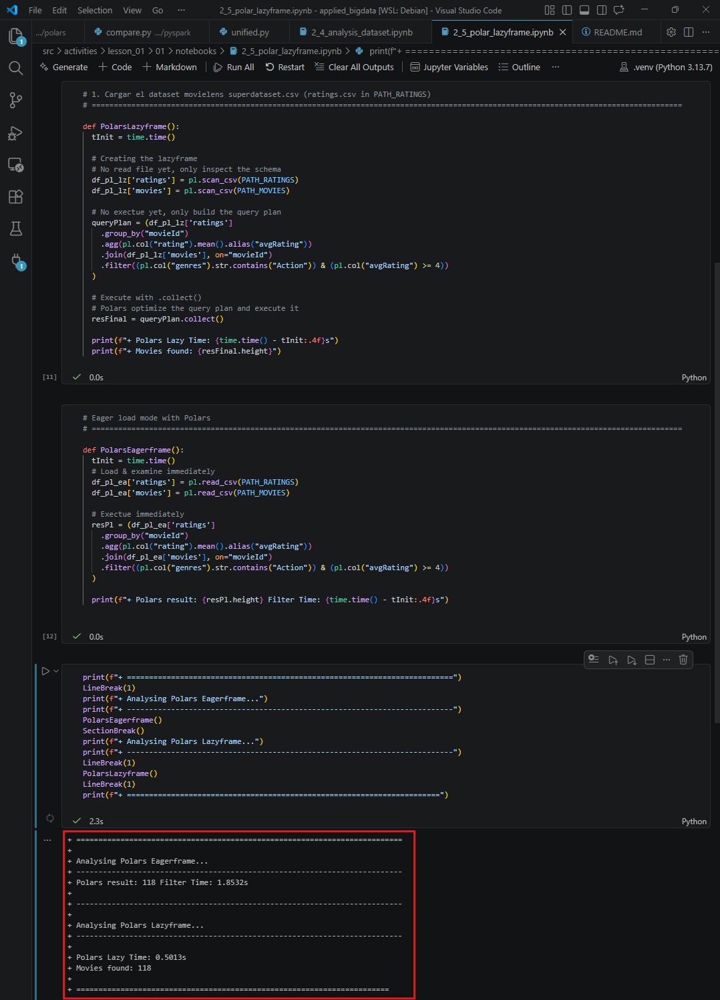 File Edit Selection View Go ··· 2_5_polar_lazyframe.ipynb - applied_bigdata [WSL: Debian] - Visual Studio Code
.../polars compare.py .../pyspark unified.py 2_4_analysis_dataset.ipynb 2_5_polar_lazyframe.ipynb README.md ···
1
src > activities > lesson_01 > 01 > notebooks > 2_5_polar_lazyframe.ipynb > print(f"+ ========================================================================
Generate + Code + Markdown Run All Restart Clear All Outputs Jupyter Variables Outline ··· .venv (Python 3.13.7)
# 1. Cargar el dataset movielens superdataset.csv (ratings.csv in PATH_RATINGS)
# ======================================================================================================================================
def PolarsLazyframe():
tInit = time.time()
# Creating the lazyframe
# No read file yet, only inspect the schema
df_pl_lz['ratings'] = pl.scan_csv(PATH_RATINGS)
df_pl_lz['movies'] = pl.scan_csv(PATH_MOVIES)
# No exectue yet, only build the query plan
queryPlan = (df_pl_lz['ratings']
.group_by("movieId")
.agg(pl.col("rating").mean().alias("avgRating"))
.join(df_pl_lz['movies'], on="movieId")
.filter((pl.col("genres").str.contains("Action")) & (pl.col("avgRating") >= 4))
)
# Execute with .collect()
# Polars optimize the query plan and execute it
resFinal = queryPlan.collect()
print(f"+ Polars Lazy Time: {time.time() - tInit:.4f}s")
print(f"+ Movies found: {resFinal.height}")
[11] 0.0s Python
# Eager load mode with Polars
# ======================================================================================================================================
def PolarsEagerframe():
tInit = time.time()
# Load & examine immediately
df_pl_ea['ratings'] = pl.read_csv(PATH_RATINGS)
df_pl_ea['movies'] = pl.read_csv(PATH_MOVIES)
# Exectue immediately
resPl = (df_pl_ea['ratings']
.group_by("movieId")
.agg(pl.col("rating").mean().alias("avgRating"))
.join(df_pl_ea['movies'], on="movieId")
.filter((pl.col("genres").str.contains("Action")) & (pl.col("avgRating") >= 4))
)
print(f"+ Polars result: {resPl.height} Filter Time: {time.time() - tInit:.4f}s")
1
[12] 0.0s Python
print(f"+ ==========================================================================")
LineBreak(1)
print(f"+ Analysing Polars Eagerframe...")
print(f"+ --------------------------------------------------------------------------")
PolarsEagerframe()
SectionBreak()
print(f"+ Analysing Polars Lazyframe...")
print(f"+ --------------------------------------------------------------------------")
LineBreak(1)
PolarsLazyframe()
LineBreak(1)
print(f"+ =======================================================================")
2.3s Python
+ ==========================================================================
+
+ Analysing Polars Eagerframe...
+ --------------------------------------------------------------------------
+ Polars result: 118 Filter Time: 1.8532s
+
+ --------------------------------------------------------------------------
+
+ Analysing Polars Lazyframe...
+ --------------------------------------------------------------------------
+
+ Polars Lazy Time: 0.5013s
+ Movies found: 118
+
+ =======================================================================